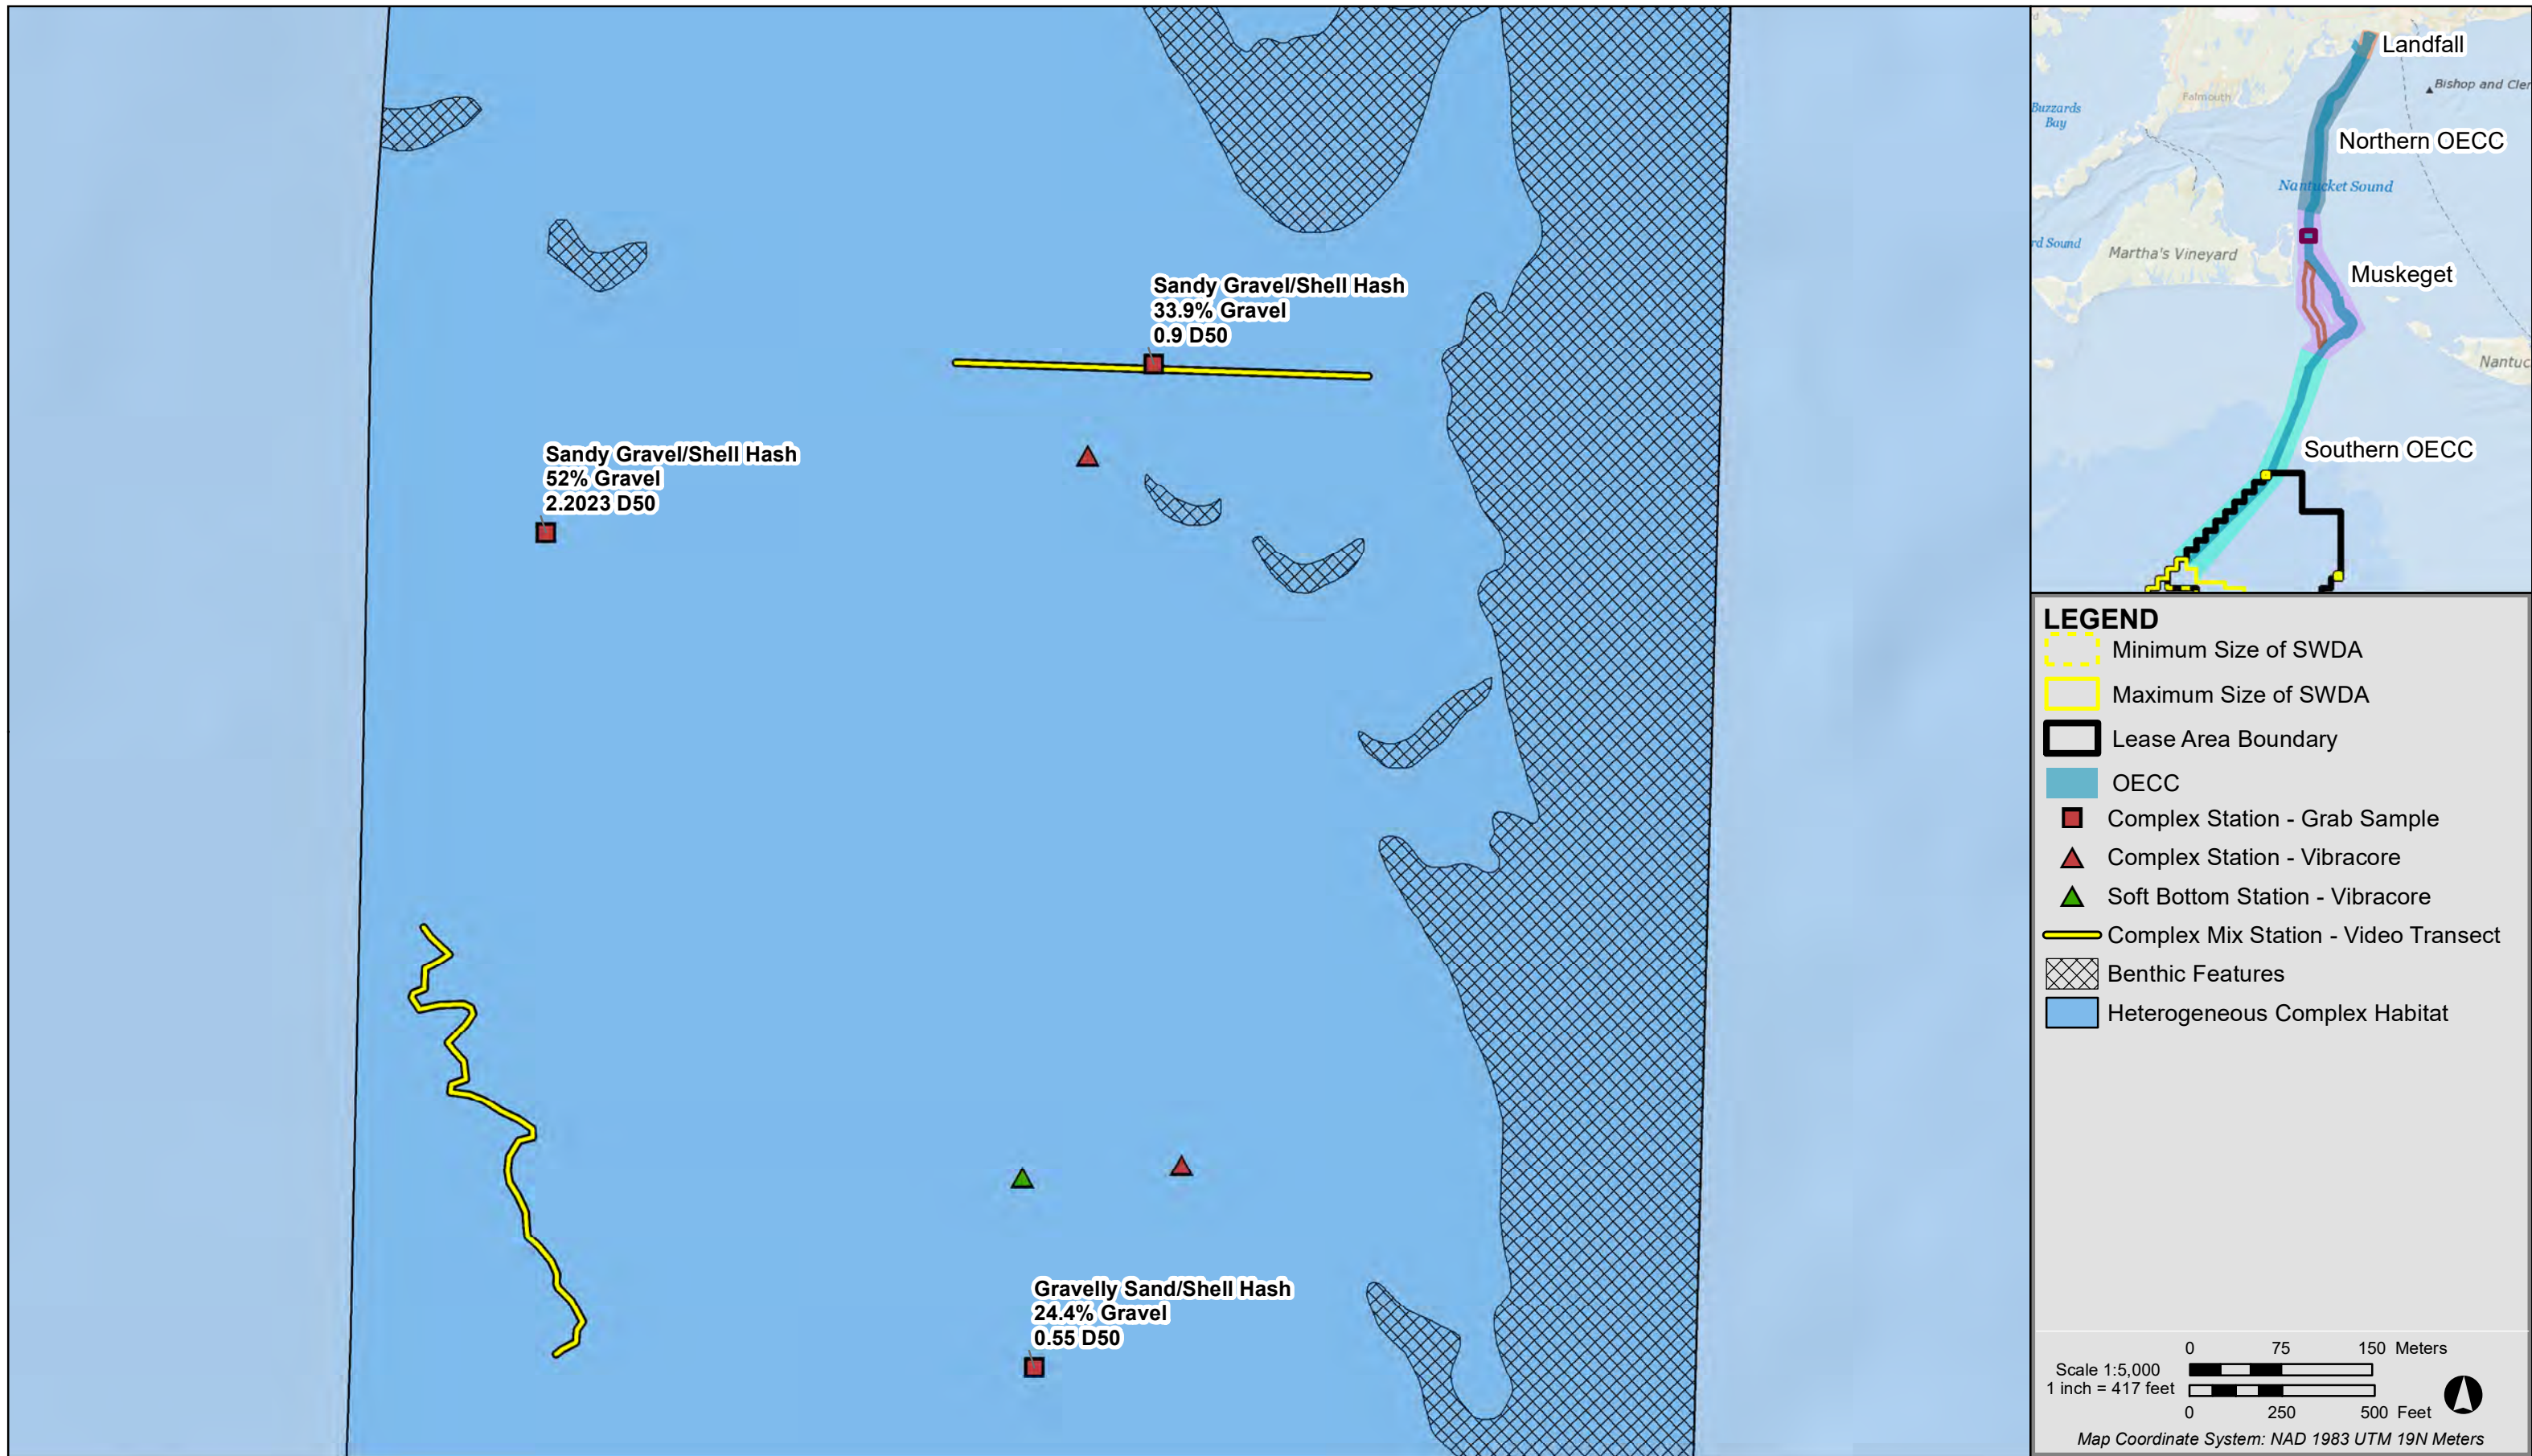 Sandy Gravel/Shell Hash
33.9% Gravel
0.9 D50
Sandy Gravel/Shell Hash
52% Gravel
2.2023 D50
Gravelly Sand/Shell Hash
24.4% Gravel
0.55 D50
Landfall
Bishop and Cler
Falmouth
Buzzards
Bay
Northern OECC
Nantucket Sound
rd Sound
Martha's Vineyard
Muskeget
Nantuc
Southern OECC
LEGEND
Minimum Size of SWDA
Maximum Size of SWDA
Lease Area Boundary
OECC
Complex Station - Grab Sample
Complex Station - Vibracore
Soft Bottom Station - Vibracore
Complex Mix Station - Video Transect
Benthic Features
Heterogeneous Complex Habitat
0 75 150 Meters
Scale 1:5,000
1 inch = 417 feet
0 250 500 Feet
Map Coordinate System: NAD 1983 UTM 19N Meters